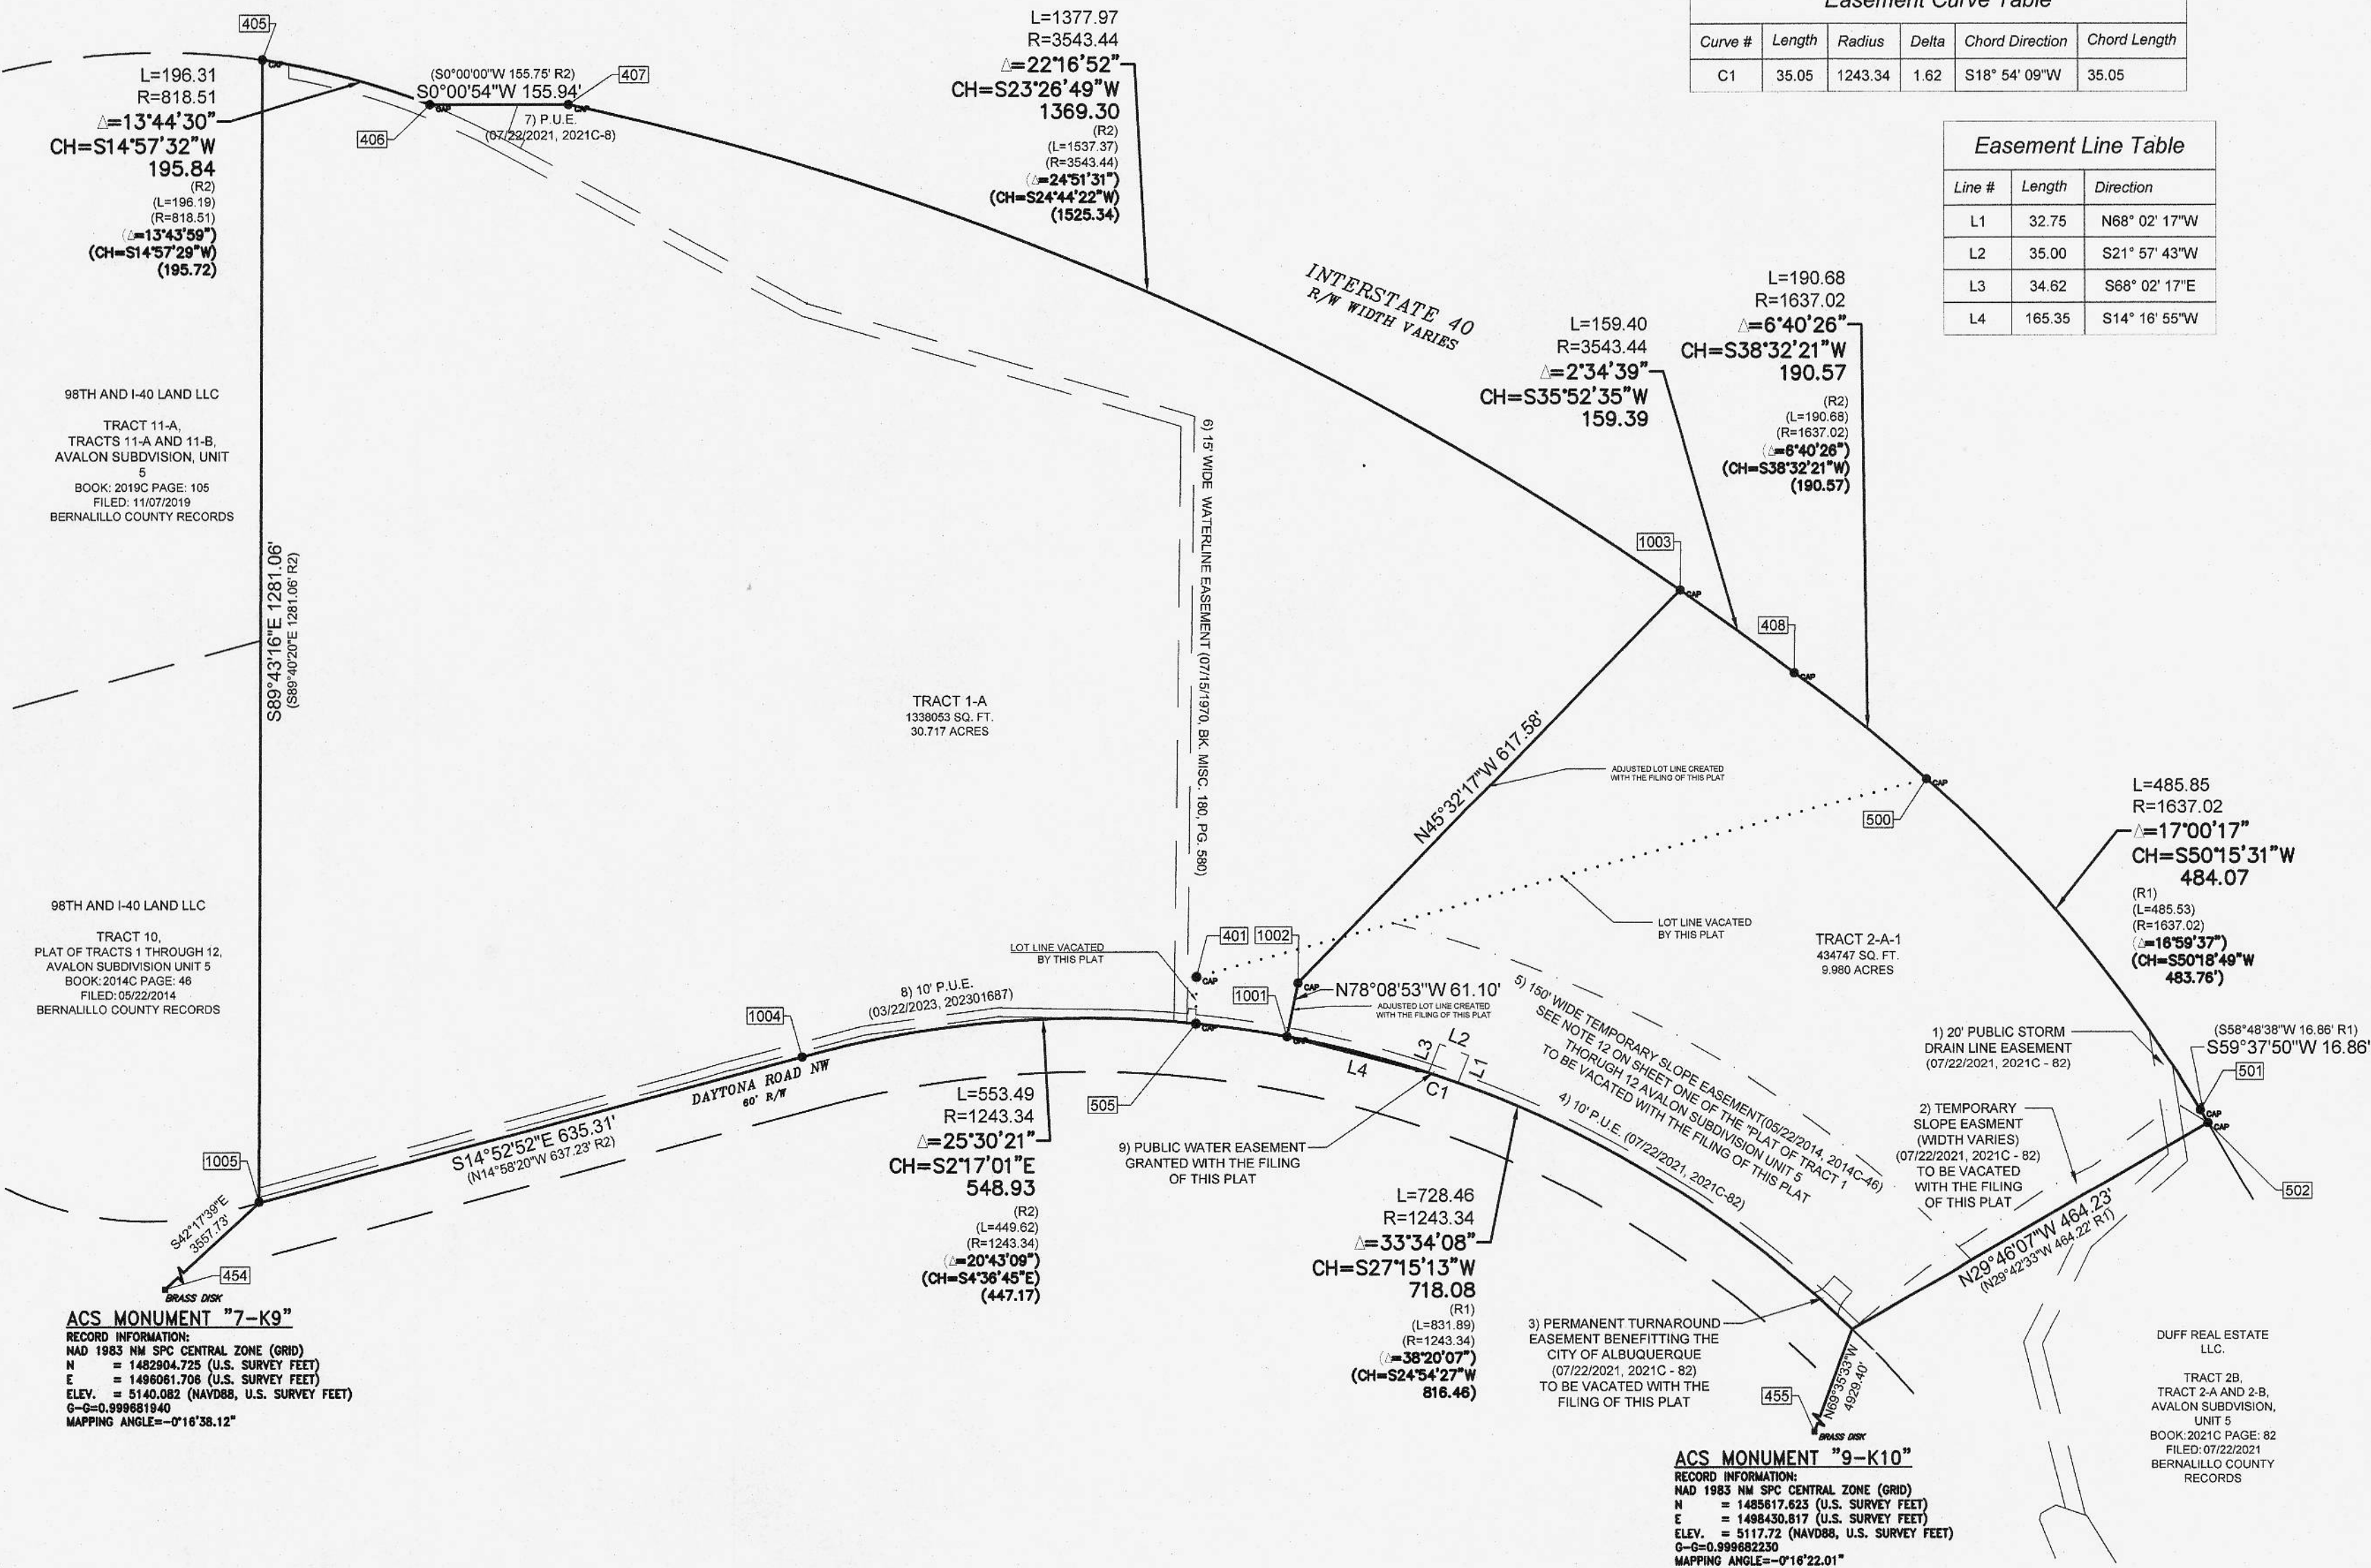 405
L=196.31
R=818.51
△=13°44'30"
CH=S14°57'32"W
195.84
(R2)
(L=196.19)
(R=818.51)
(△=13°43'59")
(CH=S14°57'29"W)
(195.72)
CAP
(S0°00'00"W 155.75' R2)
S0°00'54"W 155.94'
407
406
CAP
CAP
7) P.U.E.
(07/22/2021, 2021C-8)
L=1377.97
R=3543.44
△=22°16'52"
CH=S23°26'49"W
1369.30
(R2)
(L=1537.37)
(R=3543.44)
(△=24°51'31")
(CH=S24°44'22"W)
(1525.34)
Easement Curve Table
Curve # Length Radius Delta Chord Direction Chord Length
C1 35.05 1243.34 1.62 S18° 54' 09"W 35.05
Easement Line Table
Line # Length Direction
L1 32.75 N68° 02' 17"W
L2 35.00 S21° 57' 43"W
L3 34.62 S68° 02' 17"E
L4 165.35 S14° 16' 55"W
INTERSTATE 40
R/W WIDTH VARIES
L=159.40
R=3543.44
△=2°34'39"
CH=S35°52'35"W
159.39
L=190.68
R=1637.02
△=6°40'26"
CH=S38°32'21"W
190.57
(R2)
(L=190.68)
(R=1637.02)
(△=6°40'26")
(CH=S38°32'21"W)
(190.57)
98TH AND I-40 LAND LLC
TRACT 11-A,
TRACTS 11-A AND 11-B,
AVALON SUBDVISION, UNIT
5
BOOK: 2019C PAGE: 105
FILED: 11/07/2019
BERNALILLO COUNTY RECORDS
S89°43'16"E 1281.06'
(S89°40'20"E 1281.06' R2)
6) 15' WIDE WATERLINE EASEMENT (07/15/1970, BK. MISC. 180, PG. 580)
1003
CAP
408
CAP
TRACT 1-A
1338053 SQ. FT.
30.717 ACRES
N45°32'17"W 617.58'
ADJUSTED LOT LINE CREATED
WITH THE FILING OF THIS PLAT
CAP
500
L=485.85
R=1637.02
△=17°00'17"
CH=S50°15'31"W
484.07
(R1)
(L=485.53)
(R=1637.02)
(△=16°59'37")
(CH=S50°18'49"W
483.76')
98TH AND I-40 LAND LLC
TRACT 10,
PLAT OF TRACTS 1 THROUGH 12,
AVALON SUBDIVISION UNIT 5
BOOK:2014C PAGE: 46
FILED:05/22/2014
BERNALILLO COUNTY RECORDS
LOT LINE VACATED
BY THIS PLAT
401
1002
CAP
CAP
LOT LINE VACATED
BY THIS PLAT
TRACT 2-A-1
434747 SQ. FT.
9.980 ACRES
N78°08'53"W 61.10'
ADJUSTED LOT LINE CREATED
WITH THE FILING OF THIS PLAT
1001
8) 10' P.U.E.
(03/22/2023, 202301687)
1004
CAP
CAP
5) 150' WIDE TEMPORARY SLOPE EASEMENT(05/22/2014, 2014C-46)
SEE NOTE 12 ON SHEET ONE OF THE "PLAT OF TRACT 1
THORUGH 12 AVALON SUBDIVISION UNIT 5
TO BE VACATED WITH THE FILING OF THIS PLAT
1) 20' PUBLIC STORM
DRAIN LINE EASEMENT
(07/22/2021, 2021C - 82)
(S58°48'38"W 16.86' R1)
S59°37'50"W 16.86'
501
CAP
CAP
DAYTONA ROAD NW
60' R/W
L3
L2
L1
L4
C1
505
L=553.49
R=1243.34
△=25°30'21"
CH=S2°17'01"E
548.93
(R2)
(L=449.62)
(R=1243.34)
(△=20°43'09")
(CH=S4°36'45"E)
(447.17)
4) 10' P.U.E. (07/22/2021, 2021C-82)
2) TEMPORARY
SLOPE EASMENT
(WIDTH VARIES)
(07/22/2021, 2021C - 82)
TO BE VACATED
WITH THE FILING
OF THIS PLAT
502
1005
S14°52'52"E 635.31'
(N14°58'20"W 637.23' R2)
9) PUBLIC WATER EASEMENT
GRANTED WITH THE FILING
OF THIS PLAT
L=728.46
R=1243.34
△=33°34'08"
CH=S27°15'13"W
718.08
(R1)
(L=831.89)
(R=1243.34)
(△=38°20'07")
(CH=S24°54'27"W
816.46)
N29°46'07"W 464.23'
(N29°42'33"W 464.22' R1)
S42°17'39"E
3557.73'
454
BRASS DISK
ACS MONUMENT "7-K9"
RECORD INFORMATION:
NAD 1983 NM SPC CENTRAL ZONE (GRID)
N = 1482904.725 (U.S. SURVEY FEET)
E = 1496061.706 (U.S. SURVEY FEET)
ELEV. = 5140.082 (NAVD88, U.S. SURVEY FEET)
G-G=0.999681940
MAPPING ANGLE=-0°16'38.12"
3) PERMANENT TURNAROUND
EASEMENT BENEFITTING THE
CITY OF ALBUQUERQUE
(07/22/2021, 2021C - 82)
TO BE VACATED WITH THE
FILING OF THIS PLAT
N69°35'33"W
4929.40'
455
BRASS DISK
ACS MONUMENT "9-K10"
RECORD INFORMATION:
NAD 1983 NM SPC CENTRAL ZONE (GRID)
N = 1485617.623 (U.S. SURVEY FEET)
E = 1498430.817 (U.S. SURVEY FEET)
ELEV. = 5117.72 (NAVD88, U.S. SURVEY FEET)
G-G=0.999682230
MAPPING ANGLE=-0°16'22.01"
DUFF REAL ESTATE
LLC.
TRACT 2B,
TRACT 2-A AND 2-B,
AVALON SUBDVISION,
UNIT 5
BOOK:2021C PAGE: 82
FILED:07/22/2021
BERNALILLO COUNTY
RECORDS